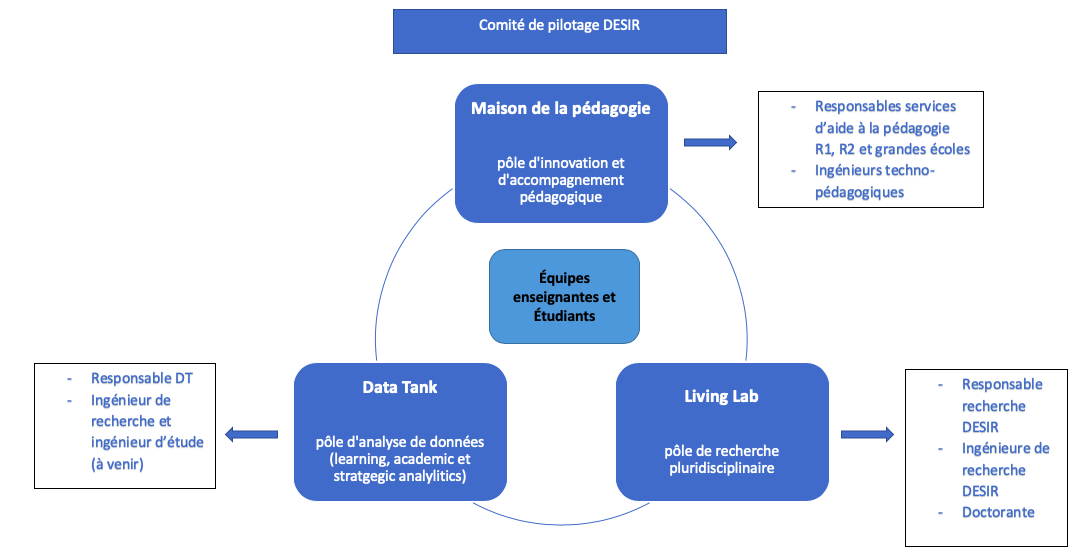 Comité de pilotage DESIR
Maison de la pédagogie
pôle d'innovation et
d'accompagnement
pédagogique
- Responsables services
d'aide à la pédagogie
R1, R2 et grandes écoles
- Ingénieurs techno-
pédagogiques
Équipes
enseignantes et
Étudiants
- Responsable DT
- Ingénieur de
recherche et
ingénieur d'étude
(à venir)
Data Tank
pôle d'analyse de données
(learning, academic et
stratgegic analylitics)
Living Lab
pôle de recherche
pluridisciplinaire
- Responsable
recherche
DESIR
- Ingénieure de
recherche
DESIR
- Doctorante